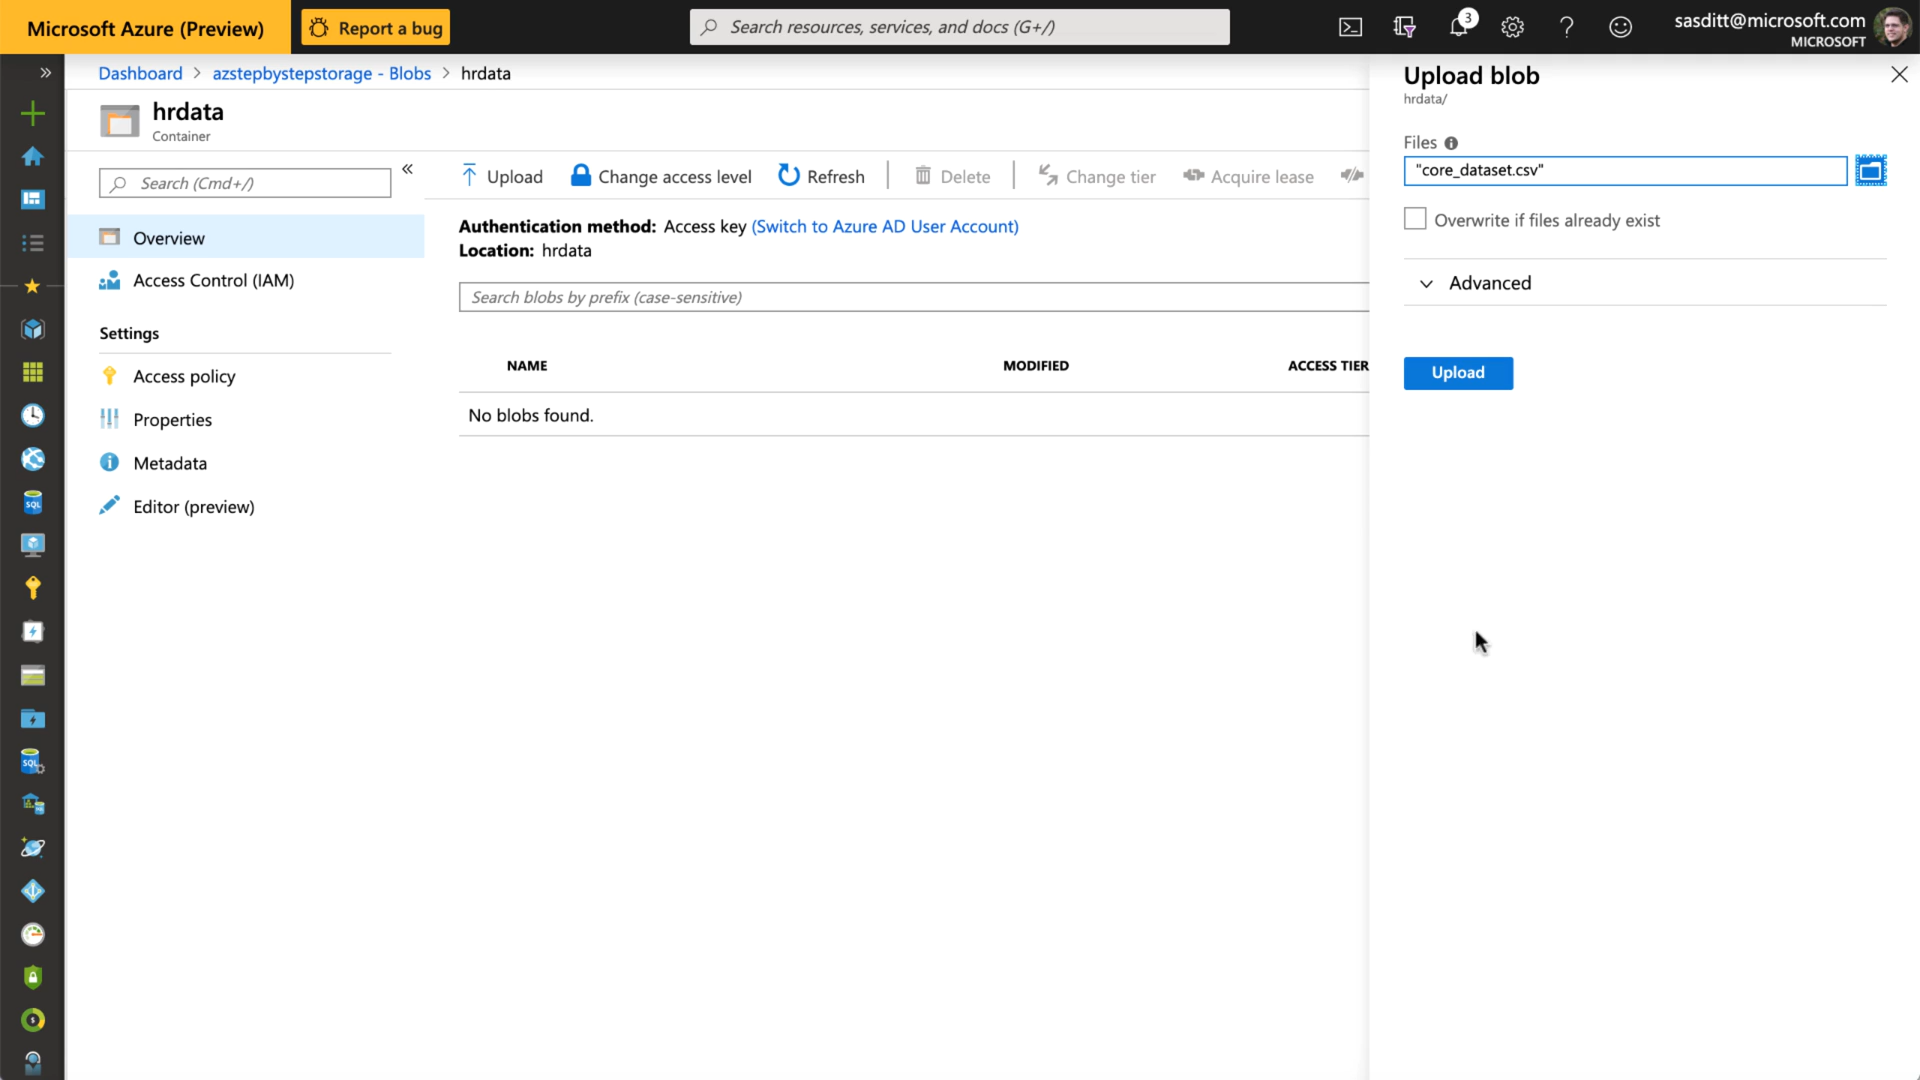 Microsoft Azure (Preview)
Report a bug
Search resources, services, and docs (G+/)
3
sasditt@microsoft.com
MICROSOFT
Dashboard > azstepbystepstorage - Blobs > hrdata
hrdata
Container
Search (Cmd+/)
Overview
Access Control (IAM)
Settings
Access policy
Properties
Metadata
Editor (preview)
Upload Change access level Refresh Delete Change tier Acquire lease
Authentication method: Access key (Switch to Azure AD User Account)
Location: hrdata
Search blobs by prefix (case-sensitive)
NAME MODIFIED ACCESS TIER
No blobs found.
Upload blob
hrdata/
Files
"core_dataset.csv"
Overwrite if files already exist
Advanced
Upload
SQL
SQL